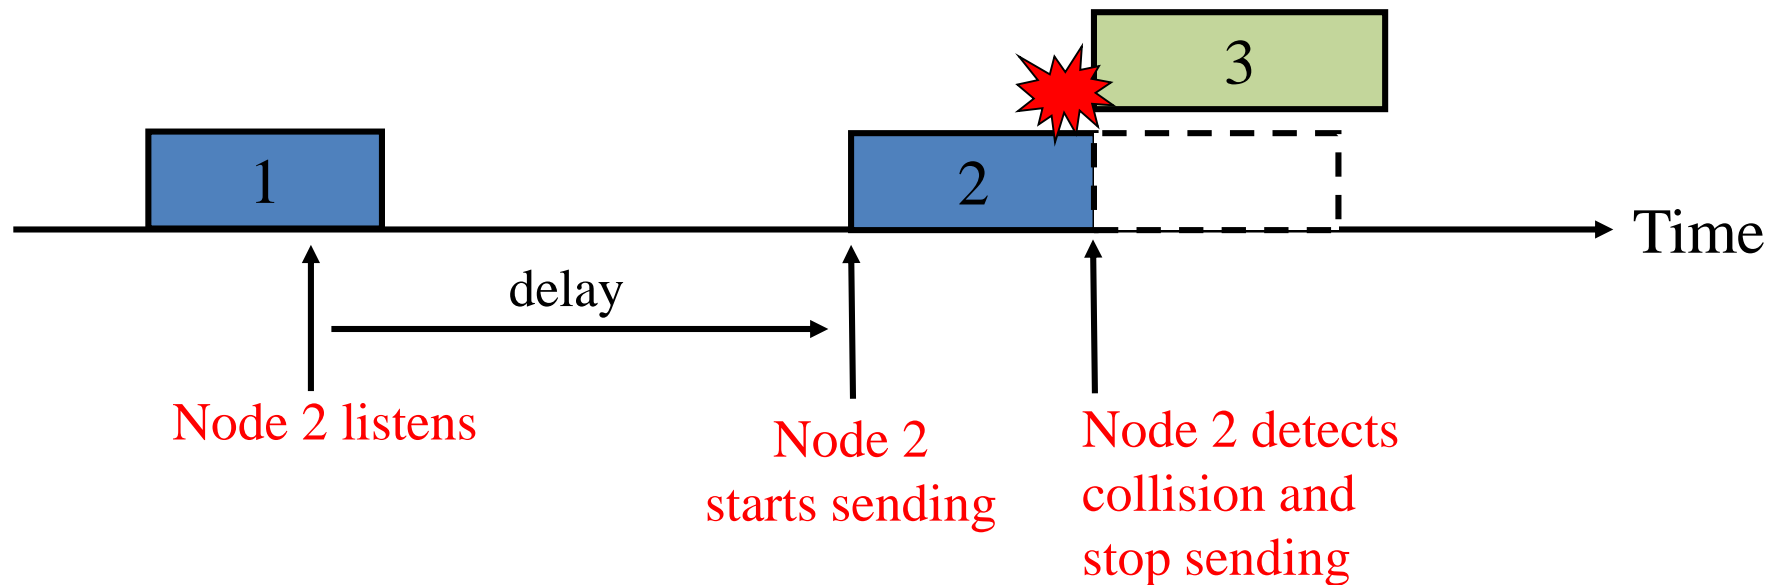 3
1
2
Time
delay
Node 2 listens
Node 2
starts sending
Node 2 detects
collision and
stop sending